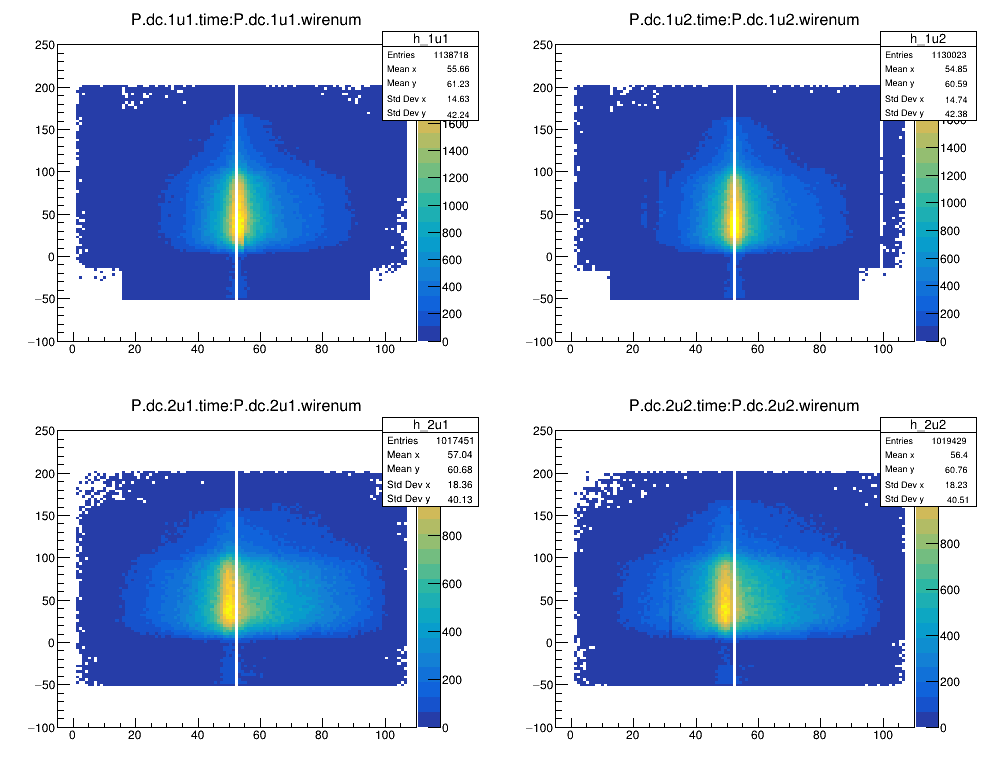 P.dc.1u1.time:P.dc.1u1.wirenum
h_1u1
Entries 1138718
Mean x 55.66
Mean y 61.23
Std Dev x 14.63
Std Dev y 42.24
250
200
150
100
50
0
−50
−100
0 20 40 60 80 100
1600
1400
1200
1000
800
600
400
200
0
P.dc.1u2.time:P.dc.1u2.wirenum
h_1u2
Entries 1130023
Mean x 54.85
Mean y 60.59
Std Dev x 14.74
Std Dev y 42.38
250
200
150
100
50
0
−50
−100
0 20 40 60 80 100
1600
1400
1200
1000
800
600
400
200
0
P.dc.2u1.time:P.dc.2u1.wirenum
h_2u1
Entries 1017451
Mean x 57.04
Mean y 60.68
Std Dev x 18.36
Std Dev y 40.13
250
200
150
100
50
0
−50
−100
0 20 40 60 80 100
800
600
400
200
0
P.dc.2u2.time:P.dc.2u2.wirenum
h_2u2
Entries 1019429
Mean x 56.4
Mean y 60.76
Std Dev x 18.23
Std Dev y 40.51
250
200
150
100
50
0
−50
−100
0 20 40 60 80 100
800
600
400
200
0